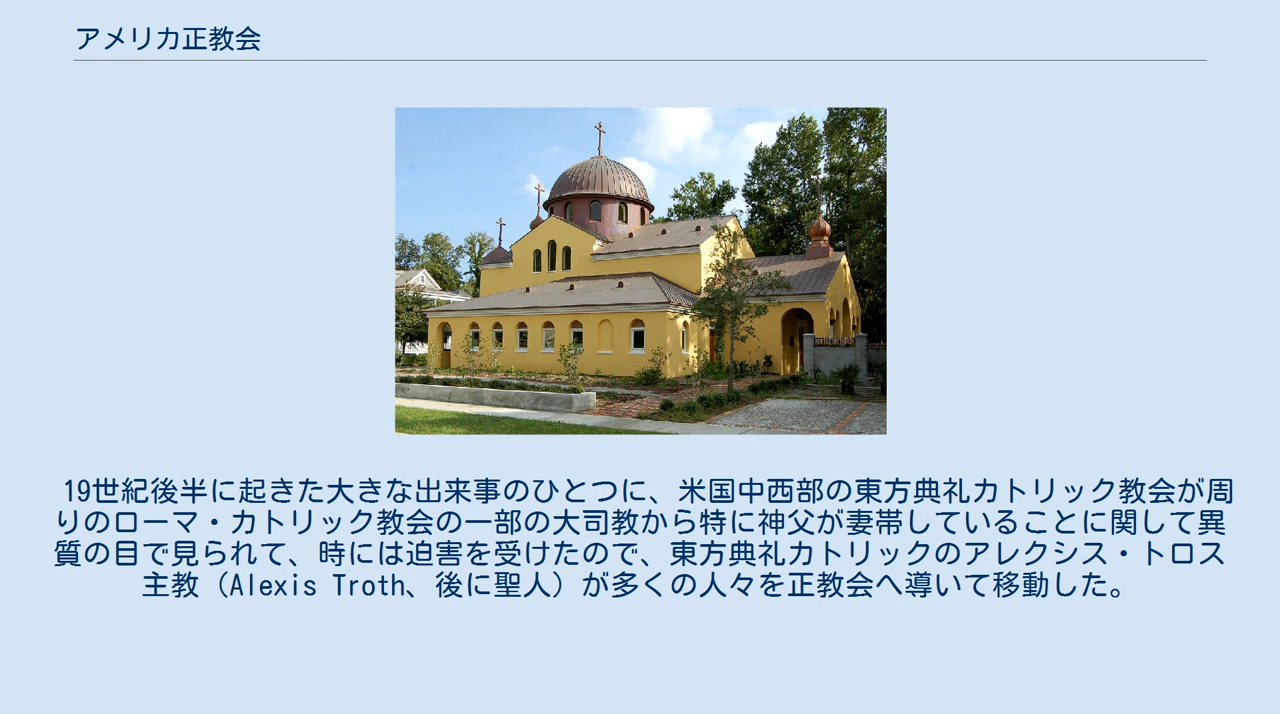 アメリカ正教会
19世紀後半に起きた大きな出来事のひとつに、米国中西部の東方典礼カトリック教会が周
りのローマ・カトリック教会の一部の大司教から特に神父が妻帯していることに関して異
質の目で見られて、時には迫害を受けたので、東方典礼カトリックのアレクシス・トロス
主教（Alexis Troth、後に聖人）が多くの人々を正教会へ導いて移動した。